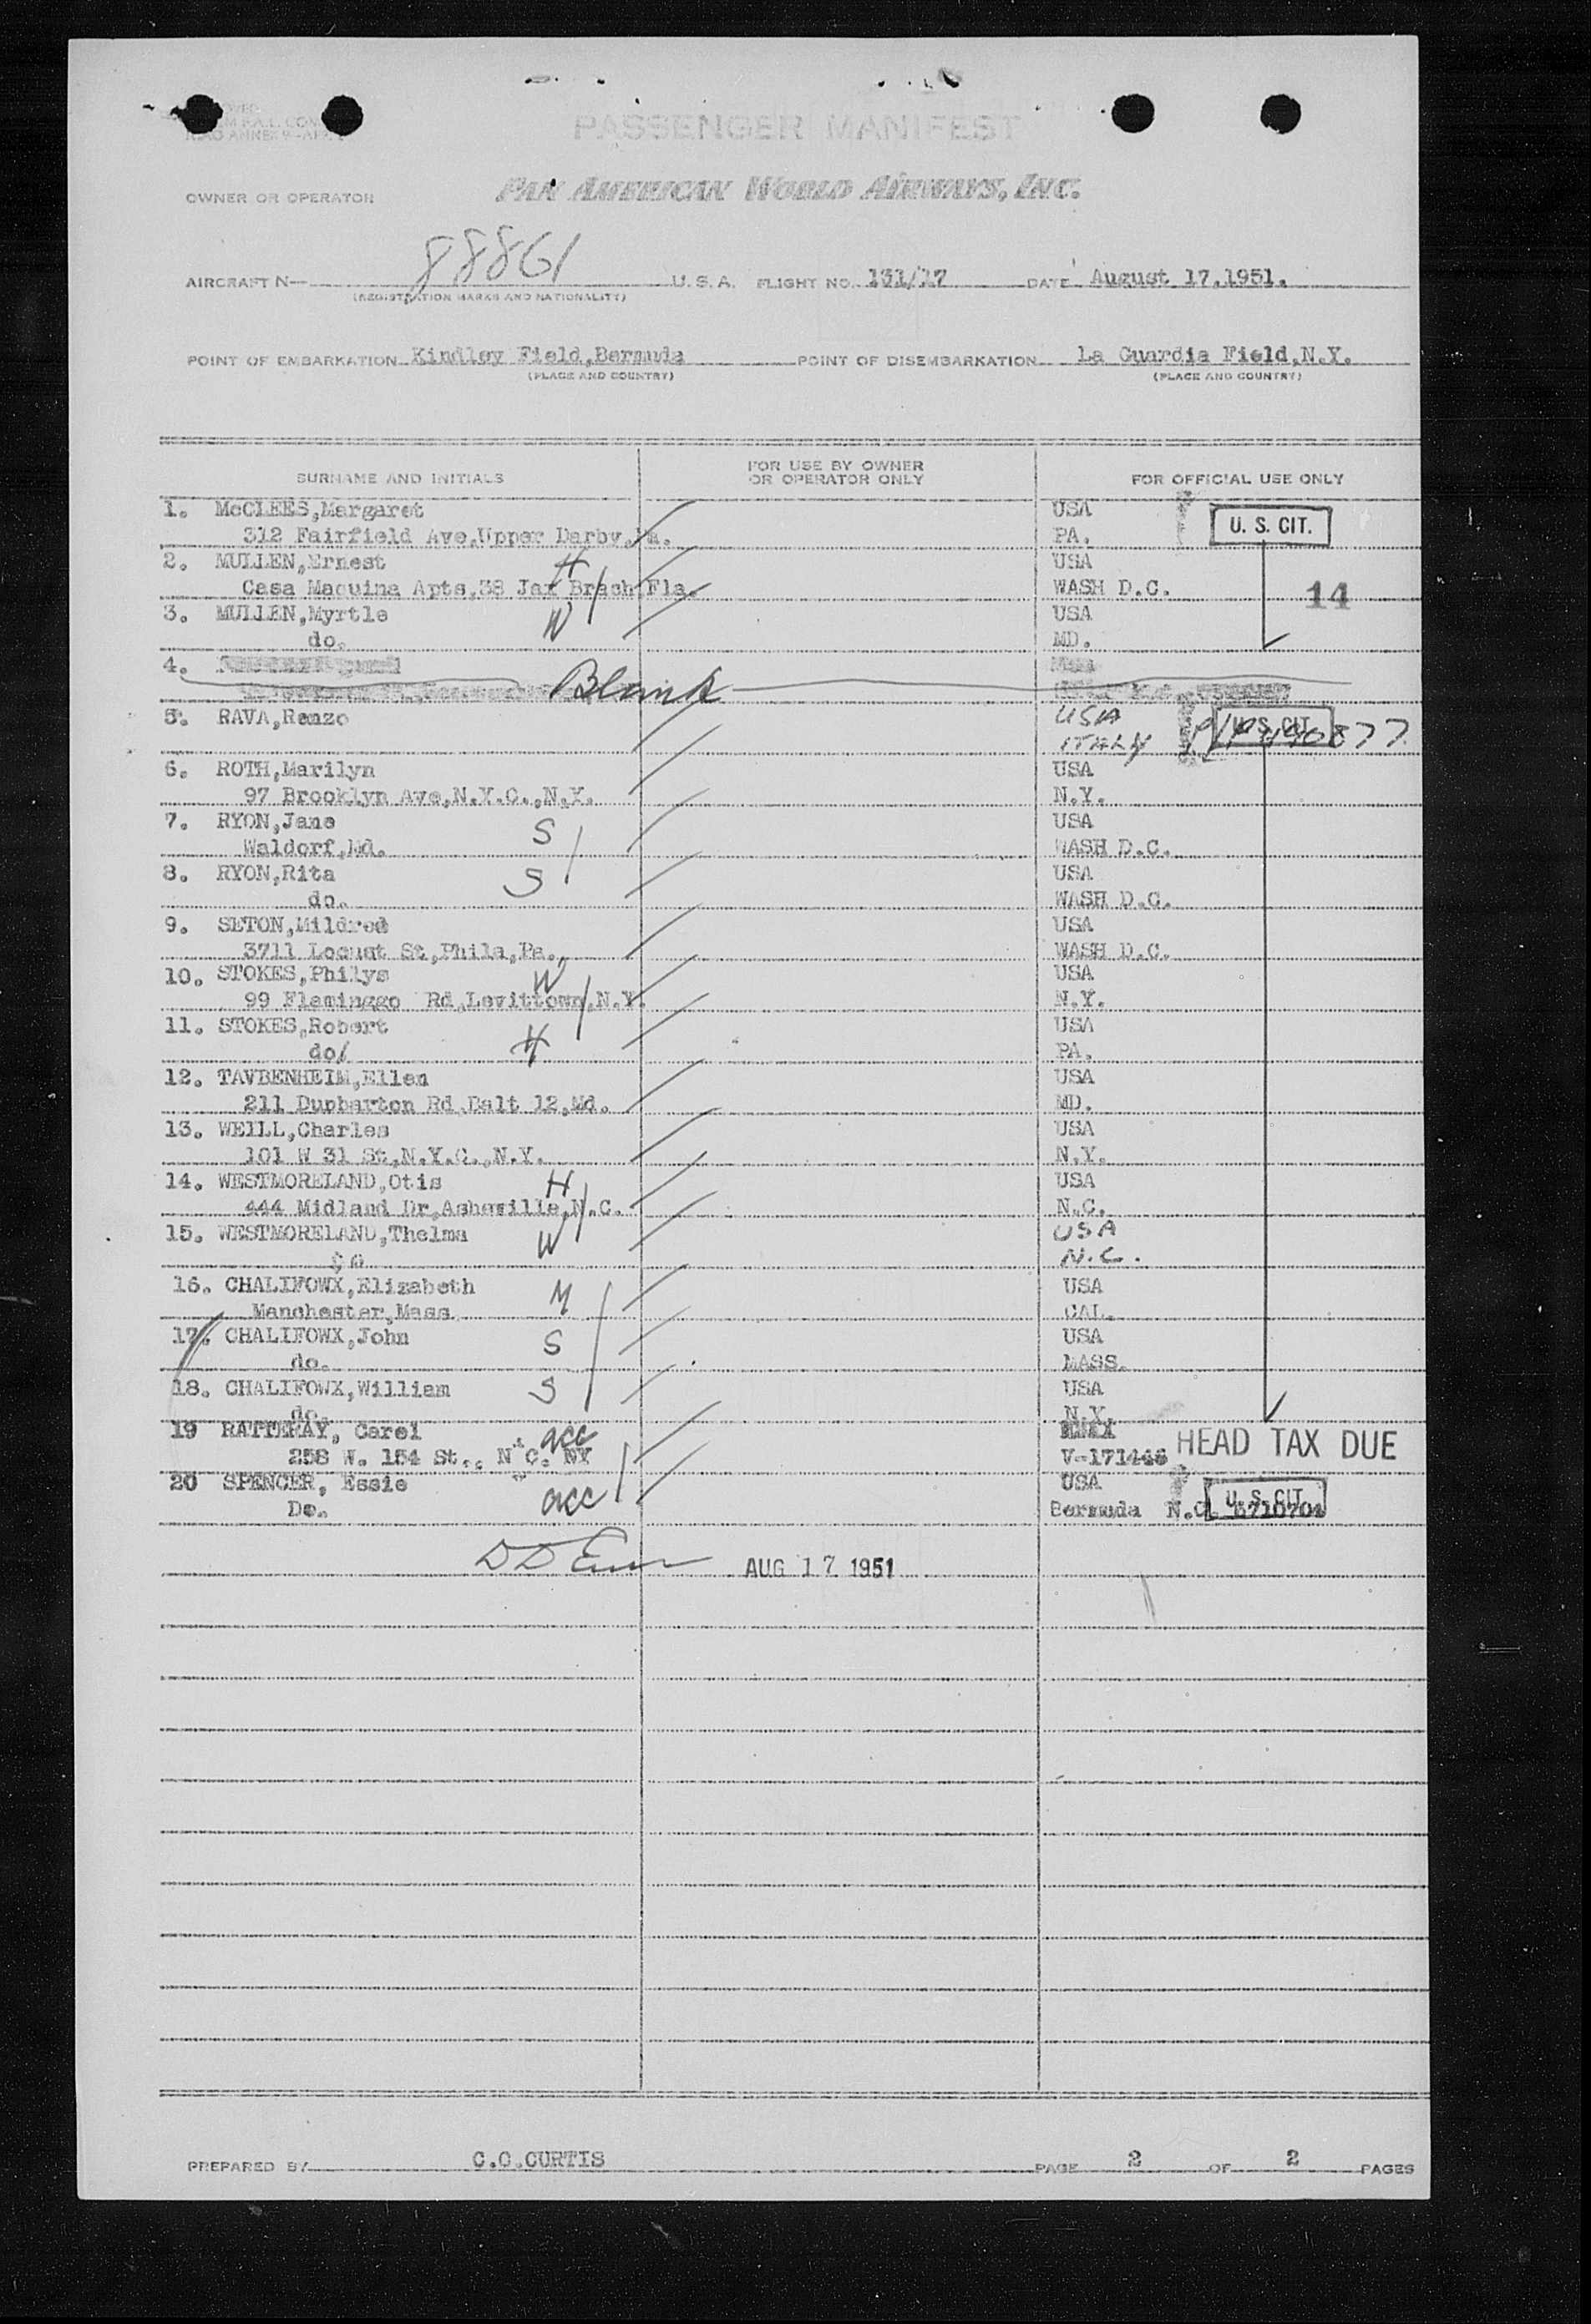 PASSENGER MANIFEST
OWNER OR OPERATOR PAN AMERICAN WORLD AIRWAYS, INC.
AIRCRAFT N— 88861 U. S. A. FLIGHT NO. 131/17 DATE August 17,1951.
(REGISTRATION MARKS AND NATIONALITY)
POINT OF EMBARKATION Kindley Field,Bermuda POINT OF DISEMBARKATION La Guardia Field,N.Y.
(PLACE AND COUNTRY) (PLACE AND COUNTRY)
SURNAME AND INITIALS FOR USE BY OWNER OR OPERATOR ONLY FOR OFFICIAL USE ONLY
1. McCLEES,Margaret USA U. S. CIT.
312 Fairfield Ave,Upper Darby,Pa. PA.
2. MULLEN,Ernest H USA
Casa Maquina Apts,38 Jax Brach Fla. WASH D.C. 14
3. MULLEN,Myrtle W USA
do. MD.
4. Blank
5. RAVA,Renzo USA U. S. CIT.
ITALY
6. ROTH,Marilyn USA
97 Brooklyn Ave,N.Y.C.,N.Y. N.Y.
7. RYON,Jane S USA
Waldorf,Md. WASH D.C.
8. RYON,Rita S USA
do. WASH D.C.
9. SETON,Mildred USA
3711 Locust St,Phila,Pa., WASH D.C.
10. STOKES,Philys W USA
99 Flaminggo Rd,Levittown,N.Y. N.Y.
11. STOKES,Robert H USA
do/ PA.
12. TAVBENHEIM,Ellen USA
211 Dunbarton Rd,Balt 12,Md. MD.
13. WEILL,Charles USA
101 W 31 St,N.Y.C.,N.Y. N.Y.
14. WESTMORELAND,Otis H USA
444 Midland Dr,Asheville,N.C. N.C.
15. WESTMORELAND,Thelma W USA
N.C.
16. CHALIFOWX,Elizabeth M USA
Manchester,Mass. CAL.
17. CHALIFOWX,John S USA
do. MASS.
18. CHALIFOWX,William S USA
do. N.Y.
19 RATTERAY, Carol acc
258 W. 154 St., N C. NY V-171446 HEAD TAX DUE
20 SPENCER, Essie acc USA U. S. CIT.
Do. Bermuda N.C. 6710701
AUG 17 1951
PREPARED BY C.C.CURTIS PAGE 2 OF 2 PAGES